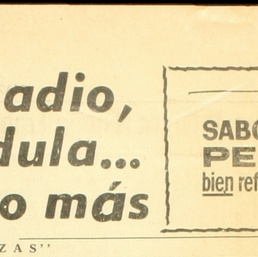 adio,
dula...
o más
SABO
PE
bien ref
ZAS"